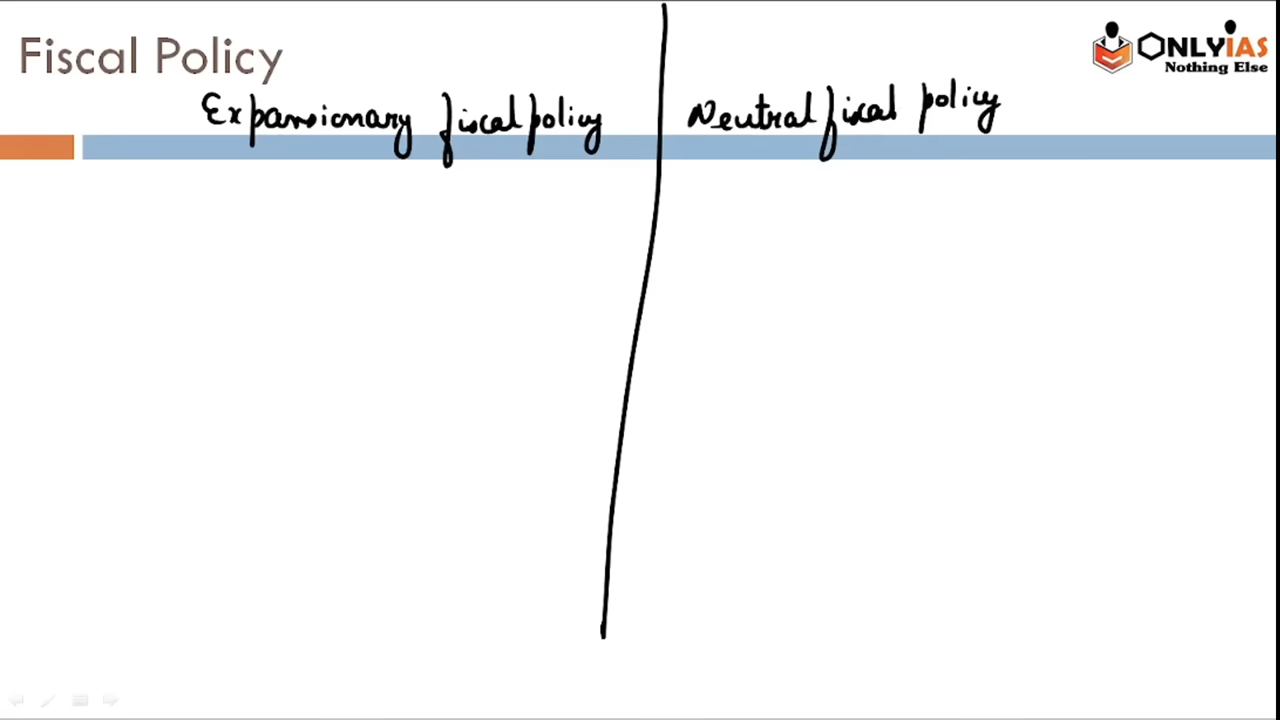 Fiscal Policy
ONLYIAS
Nothing Else
Expansionary fiscal policy
Neutral fiscal policy